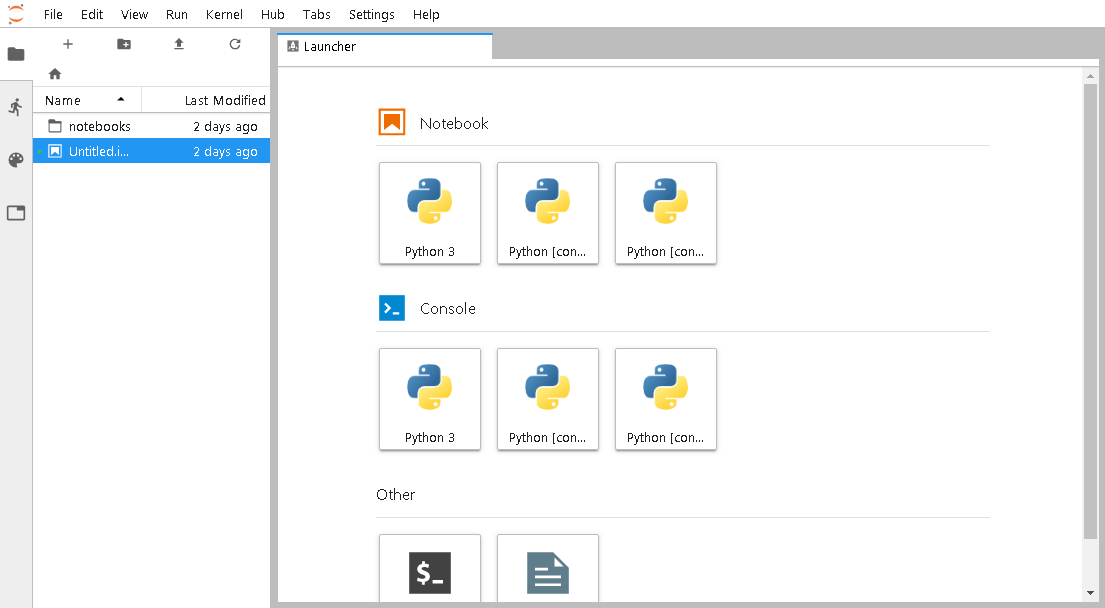 File Edit View Run Kernel Hub Tabs Settings Help
Launcher
Name Last Modified
notebooks 2 days ago
Untitled.i... 2 days ago
Notebook
Python 3 Python [con... Python [con...
Console
Python 3 Python [con... Python [con...
Other
$_